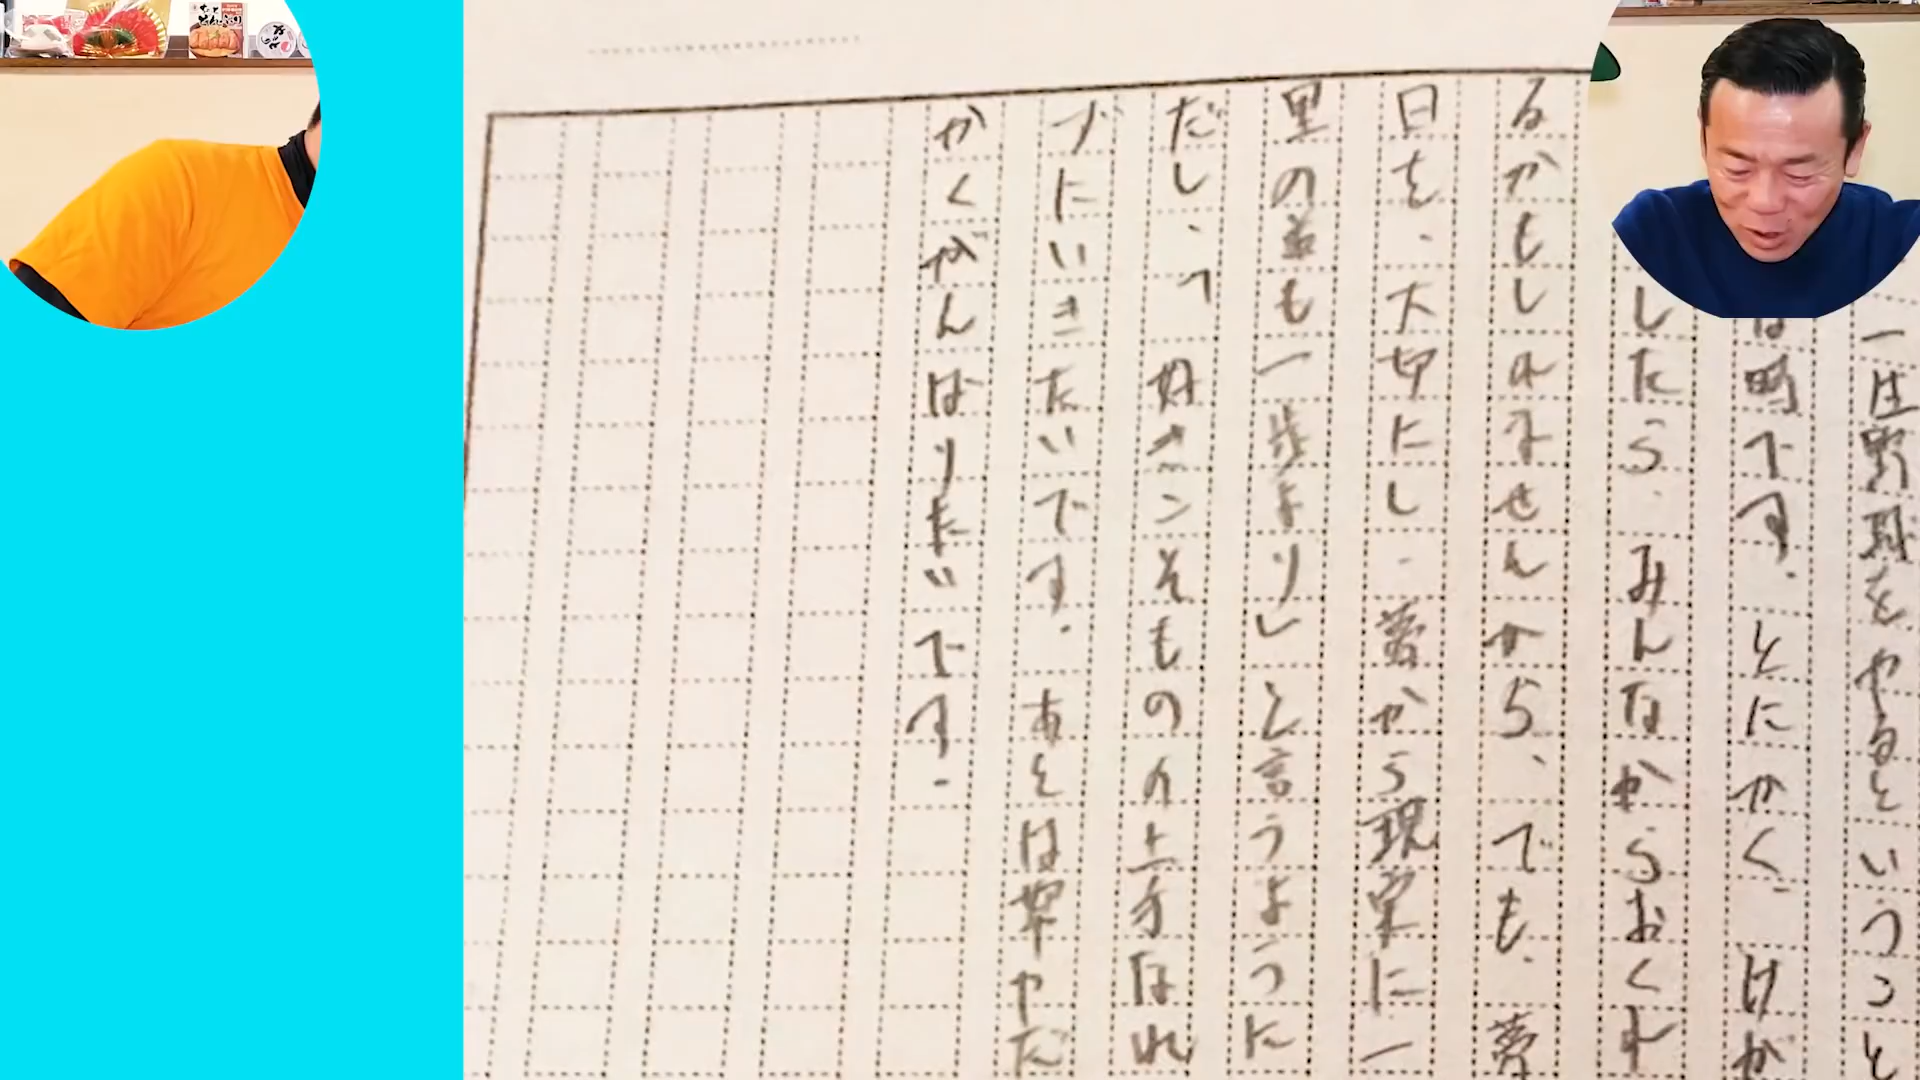 一生野球をやるということ
な時です。とにかく、けが
したら、みんなからおくれ
るかもしれませんから、でも、夢
日を、大切にし、夢から現実に一
里の道も一歩より」と言うように
だし、「好きこそものの上手なれ
にいきたいです。あとは
かくがんばりたいです。